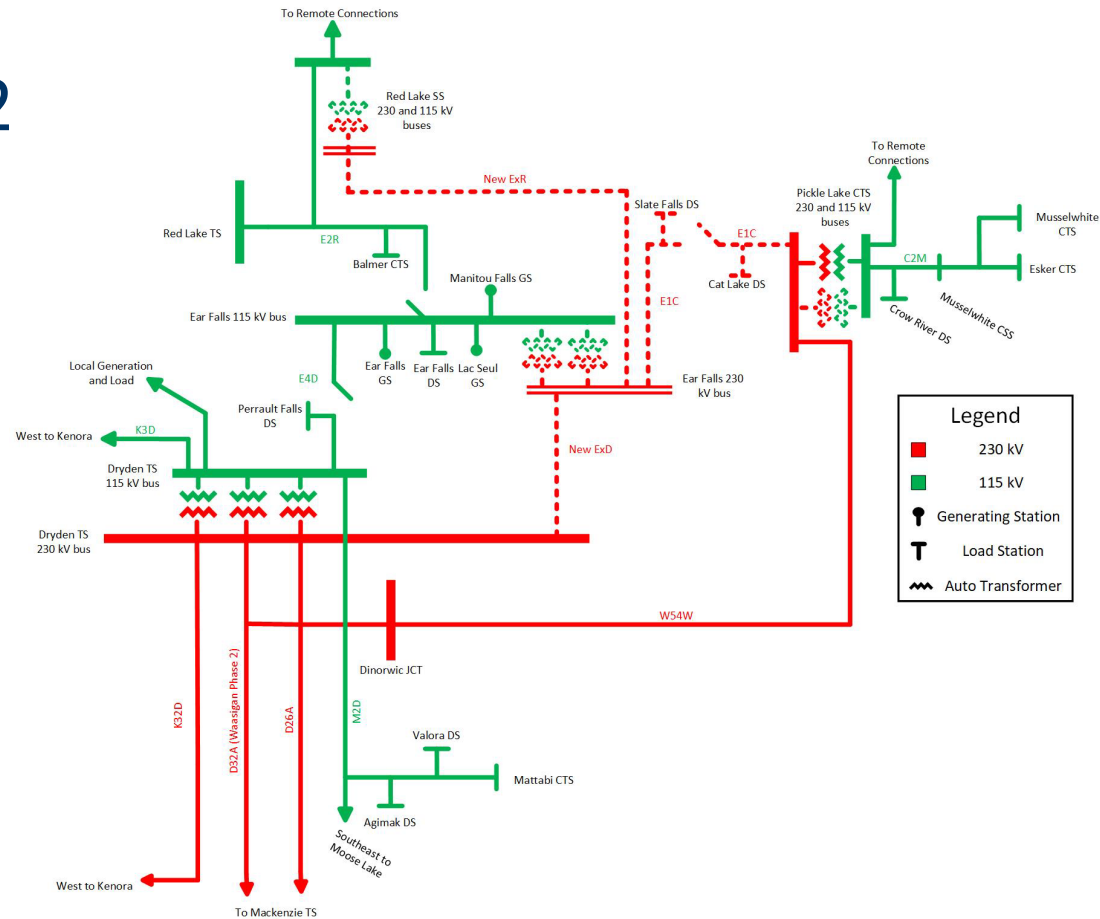 2
To Remote Connections
Red Lake SS
230 and 115 kV
buses
To Remote
Connections
New ExR
Pickle Lake CTS
230 and 115 kV
buses
Slate Falls DS
Musselwhite
CTS
Red Lake TS
E2R
E1C
Balmer CTS
C2M
Esker CTS
Cat Lake DS
Manitou Falls GS
E1C
Crow River DS
Musselwhite CSS
Ear Falls 115 kV bus
Ear Falls
GS
Ear Falls
DS
Lac Seul
GS
Local Generation
and Load
E4D
Ear Falls 230
kV bus
Perrault Falls
DS
West to Kenora
K3D
New ExD
Dryden TS
115 kV bus
Dryden TS
230 kV bus
Legend
230 kV
115 kV
Generating Station
Load Station
Auto Transformer
W54W
Dinorwic JCT
K32D
D32A (Waasigan Phase 2)
D26A
M2D
Valora DS
Mattabi CTS
Agimak DS
Southeast to
Moose Lake
West to Kenora
To Mackenzie TS